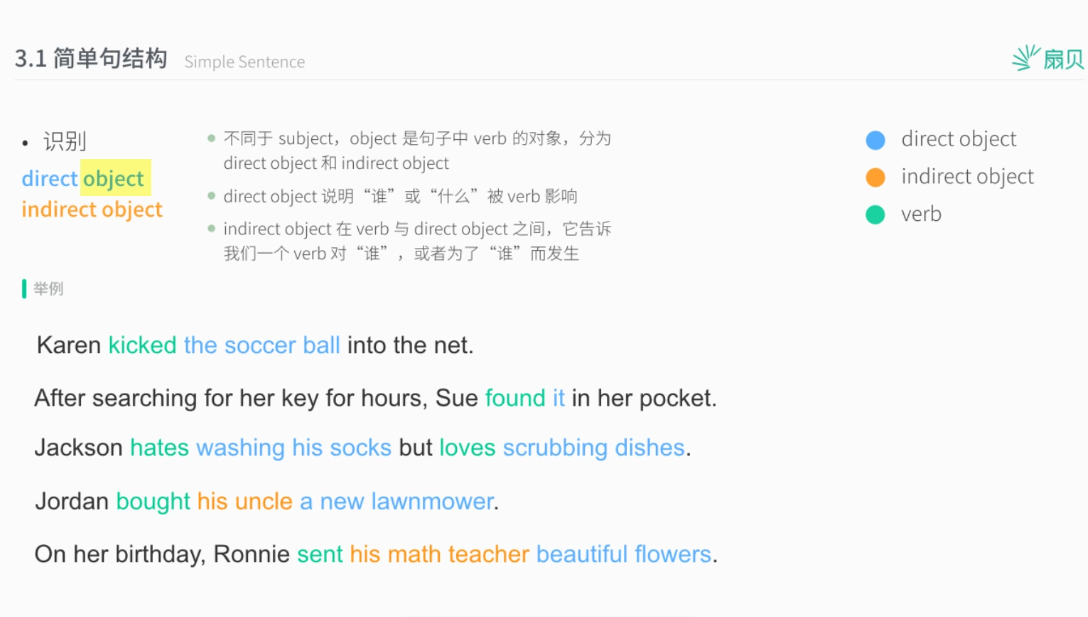 3.1 简单句结构 Simple Sentence
扇贝
• 识别
direct object
indirect object
不同于 subject，object 是句子中 verb 的对象，分为
direct object 和 indirect object
direct object 说明“谁”或“什么”被 verb 影响
indirect object 在 verb 与 direct object 之间，它告诉
我们一个 verb 对“谁”，或者为了“谁”而发生
direct object
indirect object
verb
举例
Karen kicked the soccer ball into the net.
After searching for her key for hours, Sue found it in her pocket.
Jackson hates washing his socks but loves scrubbing dishes.
Jordan bought his uncle a new lawnmower.
On her birthday, Ronnie sent his math teacher beautiful flowers.